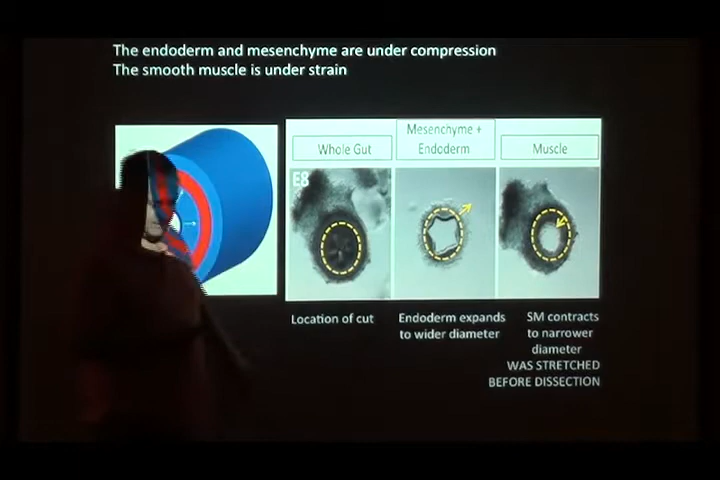 The endoderm and mesenchyme are under compression
The smooth muscle is under strain
Whole Gut
Mesenchyme +
Endoderm
Muscle
E8
Location of cut
Endoderm expands
to wider diameter
SM contracts
to narrower
diameter
WAS STRETCHED
BEFORE DISSECTION